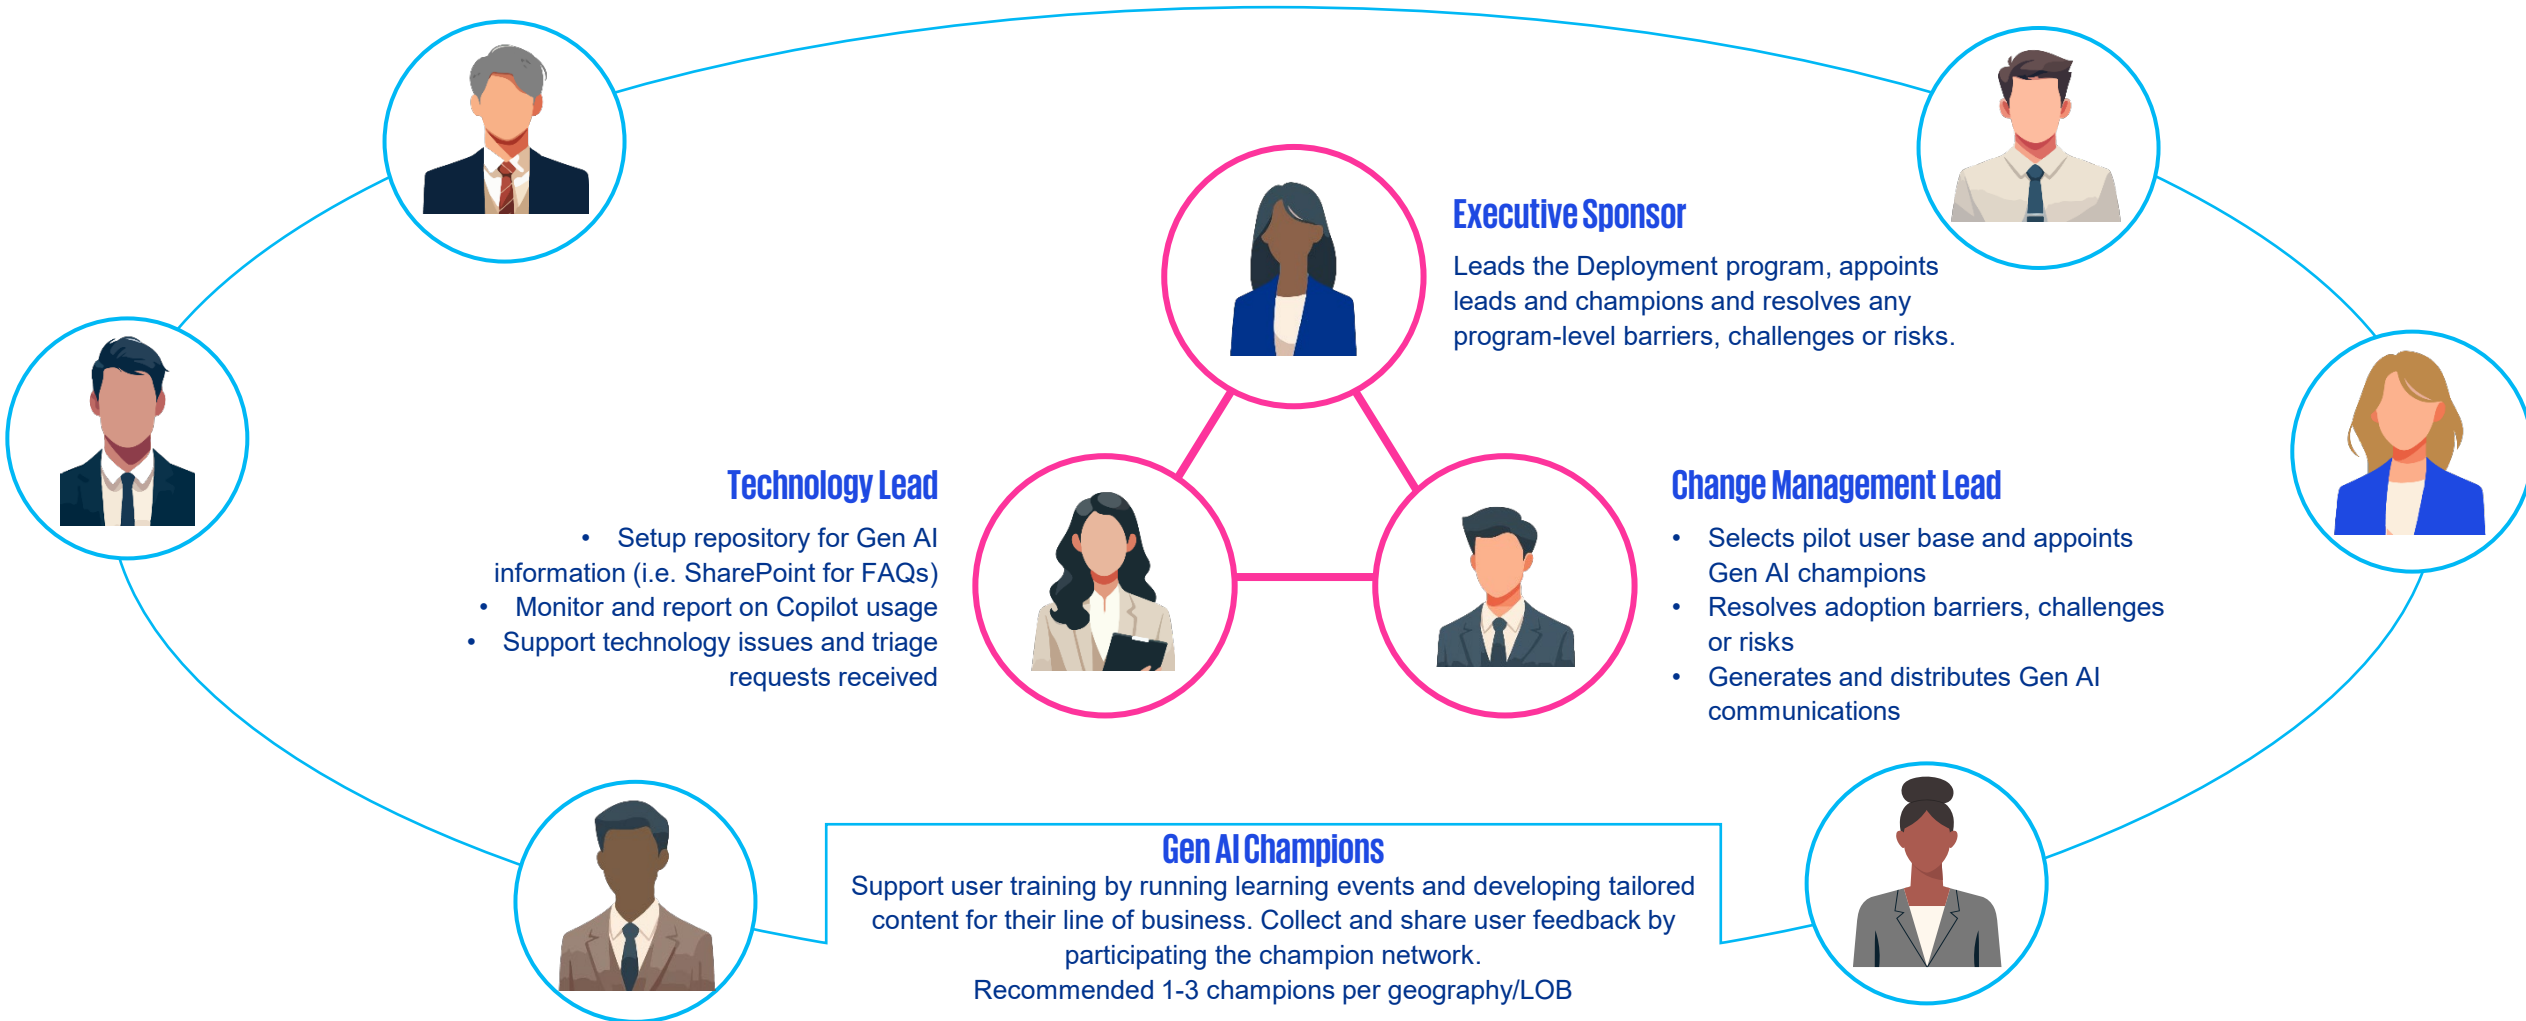 Executive Sponsor
Leads the Deployment program, appoints
leads and champions and resolves any
program-level barriers, challenges or risks.
Technology Lead
• Setup repository for Gen AI
information (i.e. SharePoint for FAQs)
• Monitor and report on Copilot usage
• Support technology issues and triage
requests received
Change Management Lead
• Selects pilot user base and appoints
Gen AI champions
• Resolves adoption barriers, challenges
or risks
• Generates and distributes Gen AI
communications
Gen AI Champions
Support user training by running learning events and developing tailored
content for their line of business. Collect and share user feedback by
participating the champion network.
Recommended 1-3 champions per geography/LOB